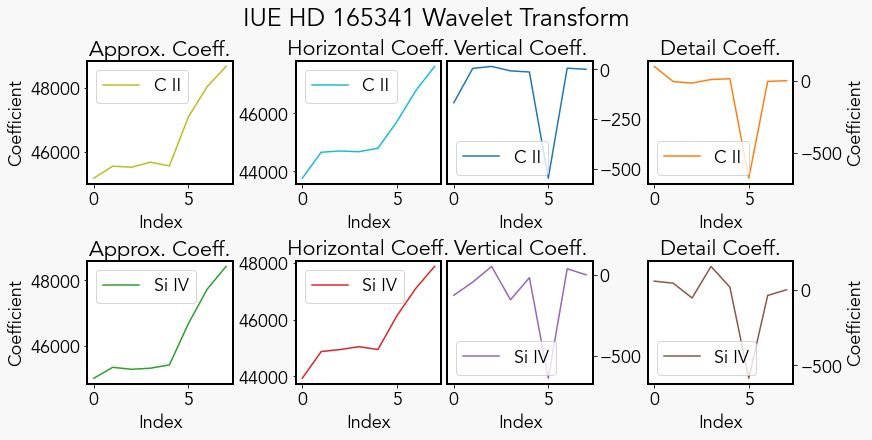 IUE HD 165341 Wavelet Transform
Approx. Coeff. Horizontal Coeff. Vertical Coeff. Detail Coeff.
Coefficient
48000
46000
C II
0 5
Index
46000
44000
C II
0 5
Index
0
−250
−500
C II
0 5
Index
0
−500
C II
0 5
Index
Coefficient
Approx. Coeff. Horizontal Coeff. Vertical Coeff. Detail Coeff.
Coefficient
48000
46000
Si IV
0 5
Index
48000
46000
44000
Si IV
0 5
Index
0
−500
Si IV
0 5
Index
0
−500
Si IV
0 5
Index
Coefficient